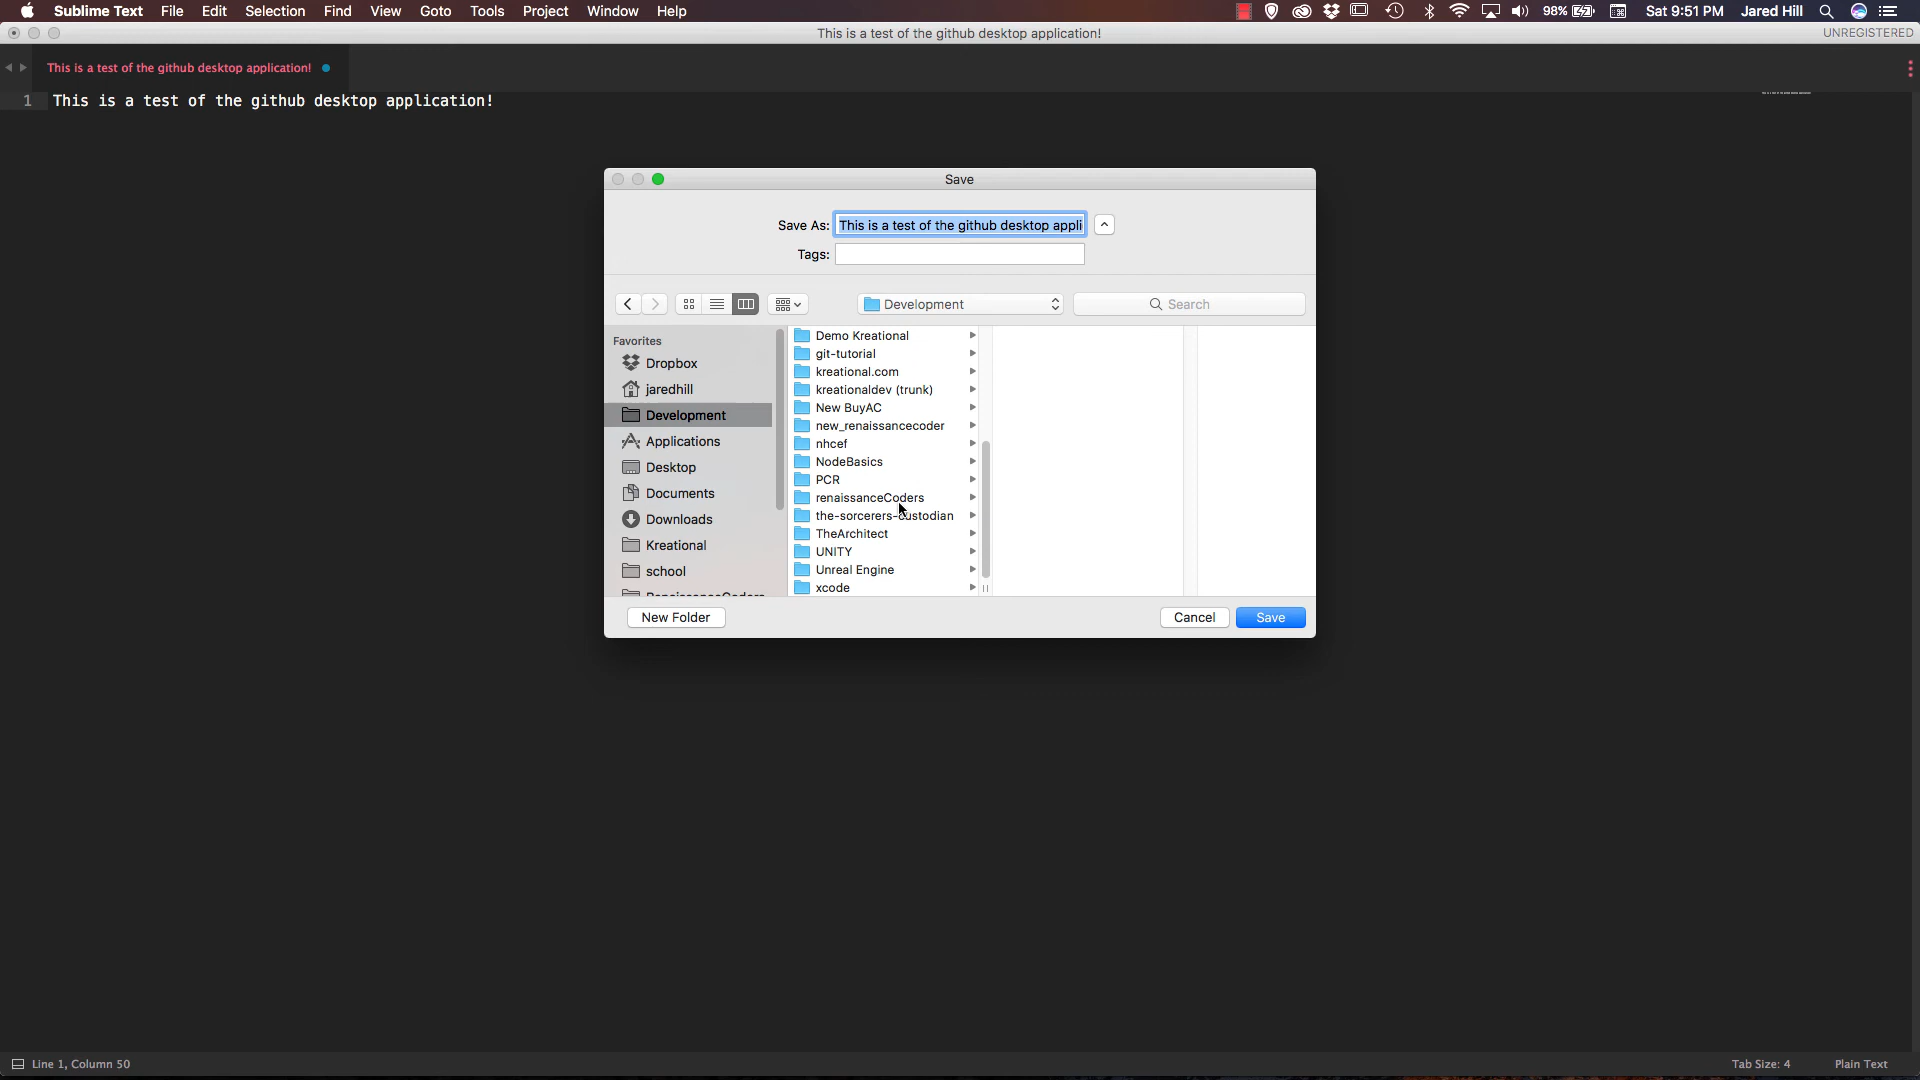 Sublime Text File Edit Selection Find View Goto Tools Project Window Help 98% Sat 9:51 PM Jared Hill
This is a test of the github desktop application! UNREGISTERED
This is a test of the github desktop application!
1 This is a test of the github desktop application!
Save
Save As: This is a test of the github desktop appli
Tags:
Development Search
Favorites
Dropbox
jaredhill
Development
Applications
Desktop
Documents
Downloads
Kreational
school
Demo Kreational
git-tutorial
kreational.com
kreationaldev (trunk)
New BuyAC
new_renaissancecoder
nhcef
NodeBasics
PCR
renaissanceCoders
the-sorcerers-custodian
TheArchitect
UNITY
Unreal Engine
xcode
New Folder Cancel Save
Line 1, Column 50 Tab Size: 4 Plain Text